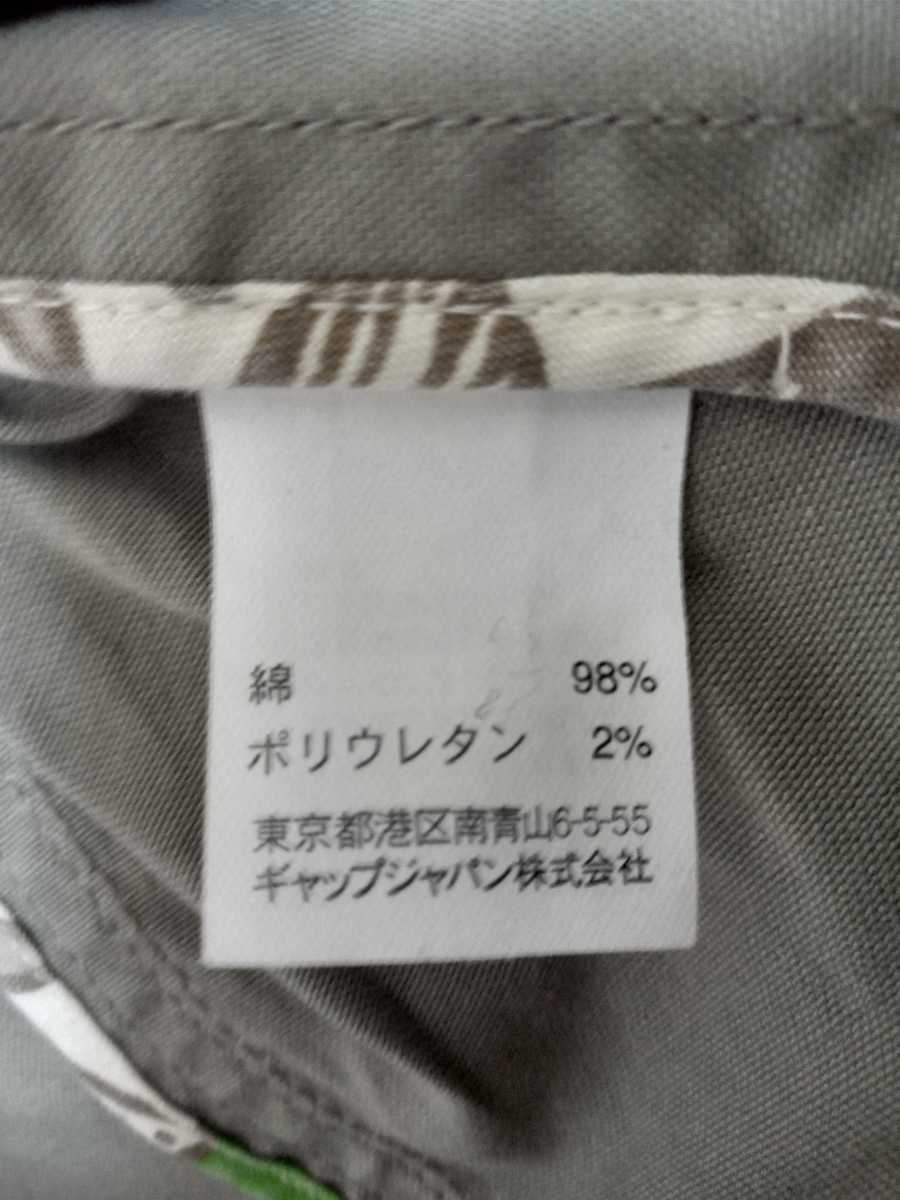 綿 98%
ポリウレタン 2%
東京都港区南青山6-5-55
ギャップジャパン株式会社